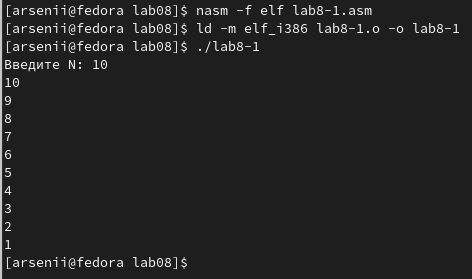 [arsenii@fedora lab08]$ nasm -f elf lab8-1.asm
[arsenii@fedora lab08]$ ld -m elf_i386 lab8-1.o -o lab8-1
[arsenii@fedora lab08]$ ./lab8-1
Введите N: 10
10
9
8
7
6
5
4
3
2
1
[arsenii@fedora lab08]$